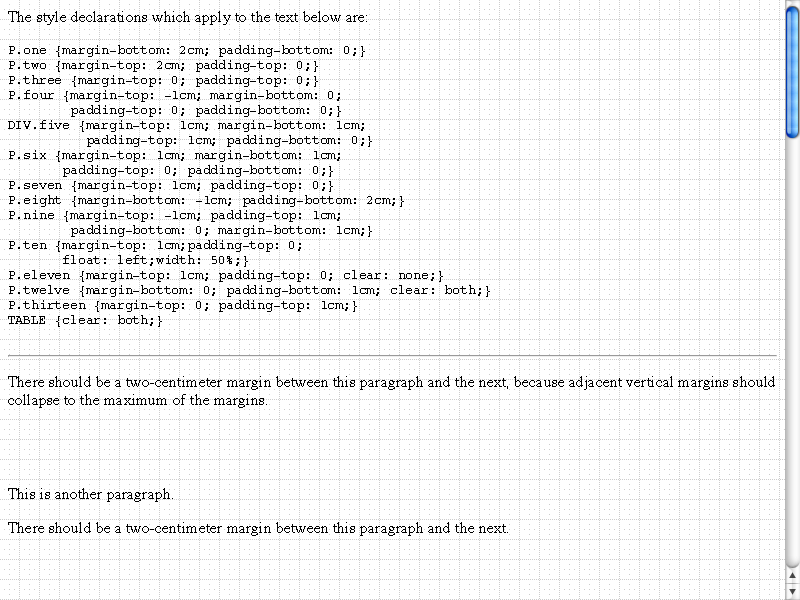 The style declarations which apply to the text below are:
P.one {margin-bottom: 2cm; padding-bottom: 0;}
P.two {margin-top: 2cm; padding-top: 0;}
P.three {margin-top: 0; padding-top: 0;}
P.four {margin-top: -1cm; margin-bottom: 0;
padding-top: 0; padding-bottom: 0;}
DIV.five {margin-top: 1cm; margin-bottom: 1cm;
padding-top: 1cm; padding-bottom: 0;}
P.six {margin-top: 1cm; margin-bottom: 1cm;
padding-top: 0; padding-bottom: 0;}
P.seven {margin-top: 1cm; padding-top: 0;}
P.eight {margin-bottom: -1cm; padding-bottom: 2cm;}
P.nine {margin-top: -1cm; padding-top: 1cm;
padding-bottom: 0; margin-bottom: 1cm;}
P.ten {margin-top: 1cm;padding-top: 0;
float: left;width: 50%;}
P.eleven {margin-top: 1cm; padding-top: 0; clear: none;}
P.twelve {margin-bottom: 0; padding-bottom: 1cm; clear: both;}
P.thirteen {margin-top: 0; padding-top: 1cm;}
TABLE {clear: both;}
There should be a two-centimeter margin between this paragraph and the next, because adjacent vertical margins should
collapse to the maximum of the margins.
This is another paragraph.
There should be a two-centimeter margin between this paragraph and the next.